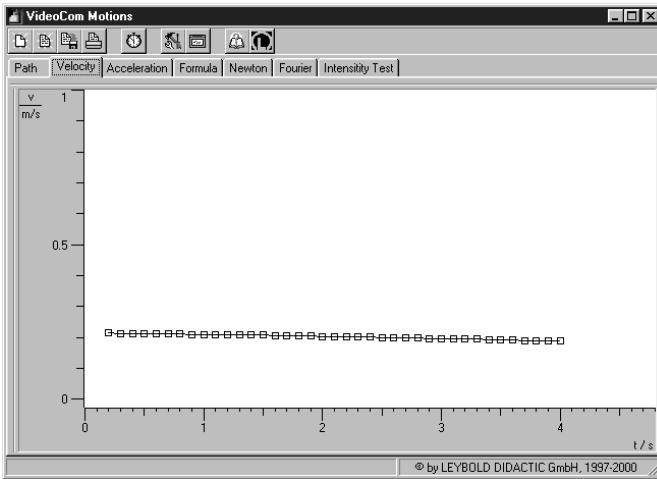 VideoCom Motions
Path Velocity Acceleration Formula Newton Fourier Intensitity Test
v
m/s
1
0.5
0
0 1 2 3 4
t / s
© by LEYBOLD DIDACTIC GmbH, 1997-2000